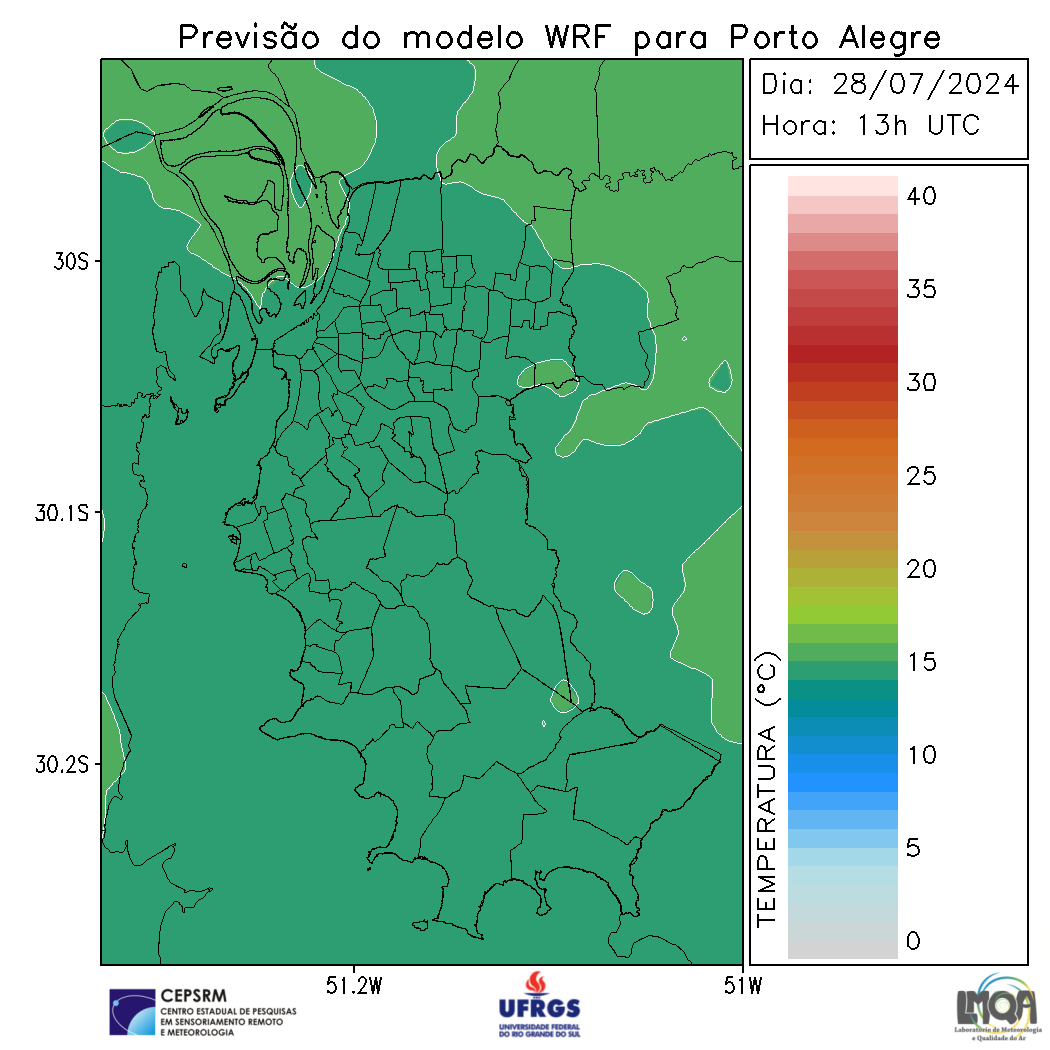 Previsão do modelo WRF para Porto Alegre
Dia: 28/07/2024
Hora: 13h UTC
40
35
30
25
20
15
10
5
0
TEMPERATURA (°C)
30S
30.1S
30.2S
51.2W
51W
CEPSRM
CENTRO ESTADUAL DE PESQUISAS
EM SENSORIAMENTO REMOTO
E METEOROLOGIA
UFRGS
UNIVERSIDADE FEDERAL
DO RIO GRANDE DO SUL
LMQA
Laboratório de Meteorologia
e Qualidade do Ar